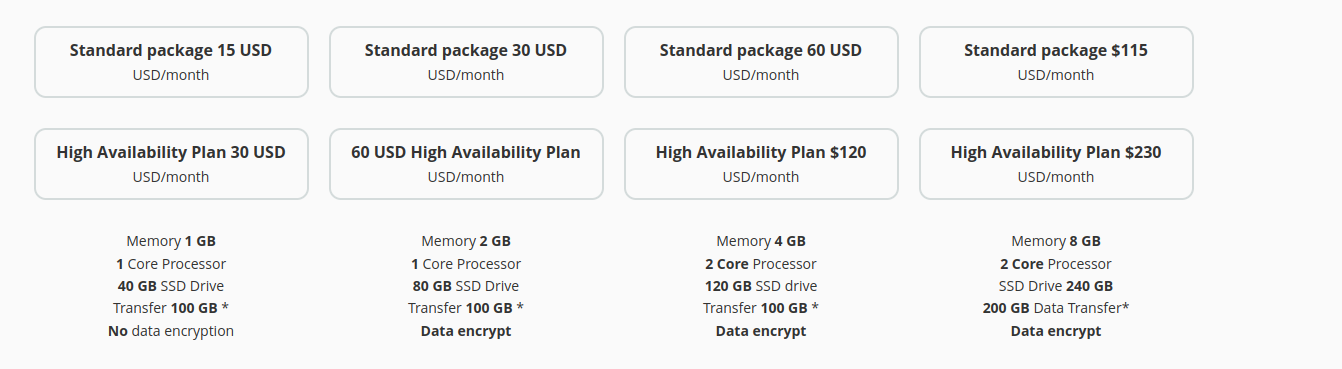 Standard package 15 USD
USD/month
Standard package 30 USD
USD/month
Standard package 60 USD
USD/month
Standard package $115
USD/month
High Availability Plan 30 USD
USD/month
60 USD High Availability Plan
USD/month
High Availability Plan $120
USD/month
High Availability Plan $230
USD/month
Memory 1 GB
1 Core Processor
40 GB SSD Drive
Transfer 100 GB *
No data encryption
Memory 2 GB
1 Core Processor
80 GB SSD Drive
Transfer 100 GB *
Data encrypt
Memory 4 GB
2 Core Processor
120 GB SSD drive
Transfer 100 GB *
Data encrypt
Memory 8 GB
2 Core Processor
SSD Drive 240 GB
200 GB Data Transfer*
Data encrypt